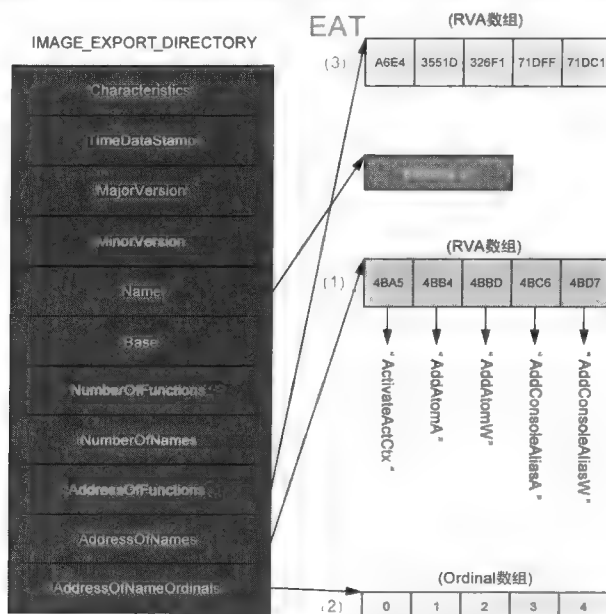 EAT
IMAGE_EXPORT_DIRECTORY
(RVA数组)
(3) A6E4 3551D 326F1 71DFF 71DC1
Characteristics
TimeDataStamp
MajorVersion
MinorVersion
Name
Base
NumberOfFunctions
NumberOfNames
AddressOfFunctions
AddressOfNames
AddressOfNameOrdinals
(RVA数组)
(1) 4BA5 4BB4 4BBD 4BC6 4BD7
"ActivateActCtx"
"AddAtomA"
"AddAtomW"
"AddConsoleAliasA"
"AddConsoleAliasW"
(Ordinal数组)
(2) 0 1 2 3 4